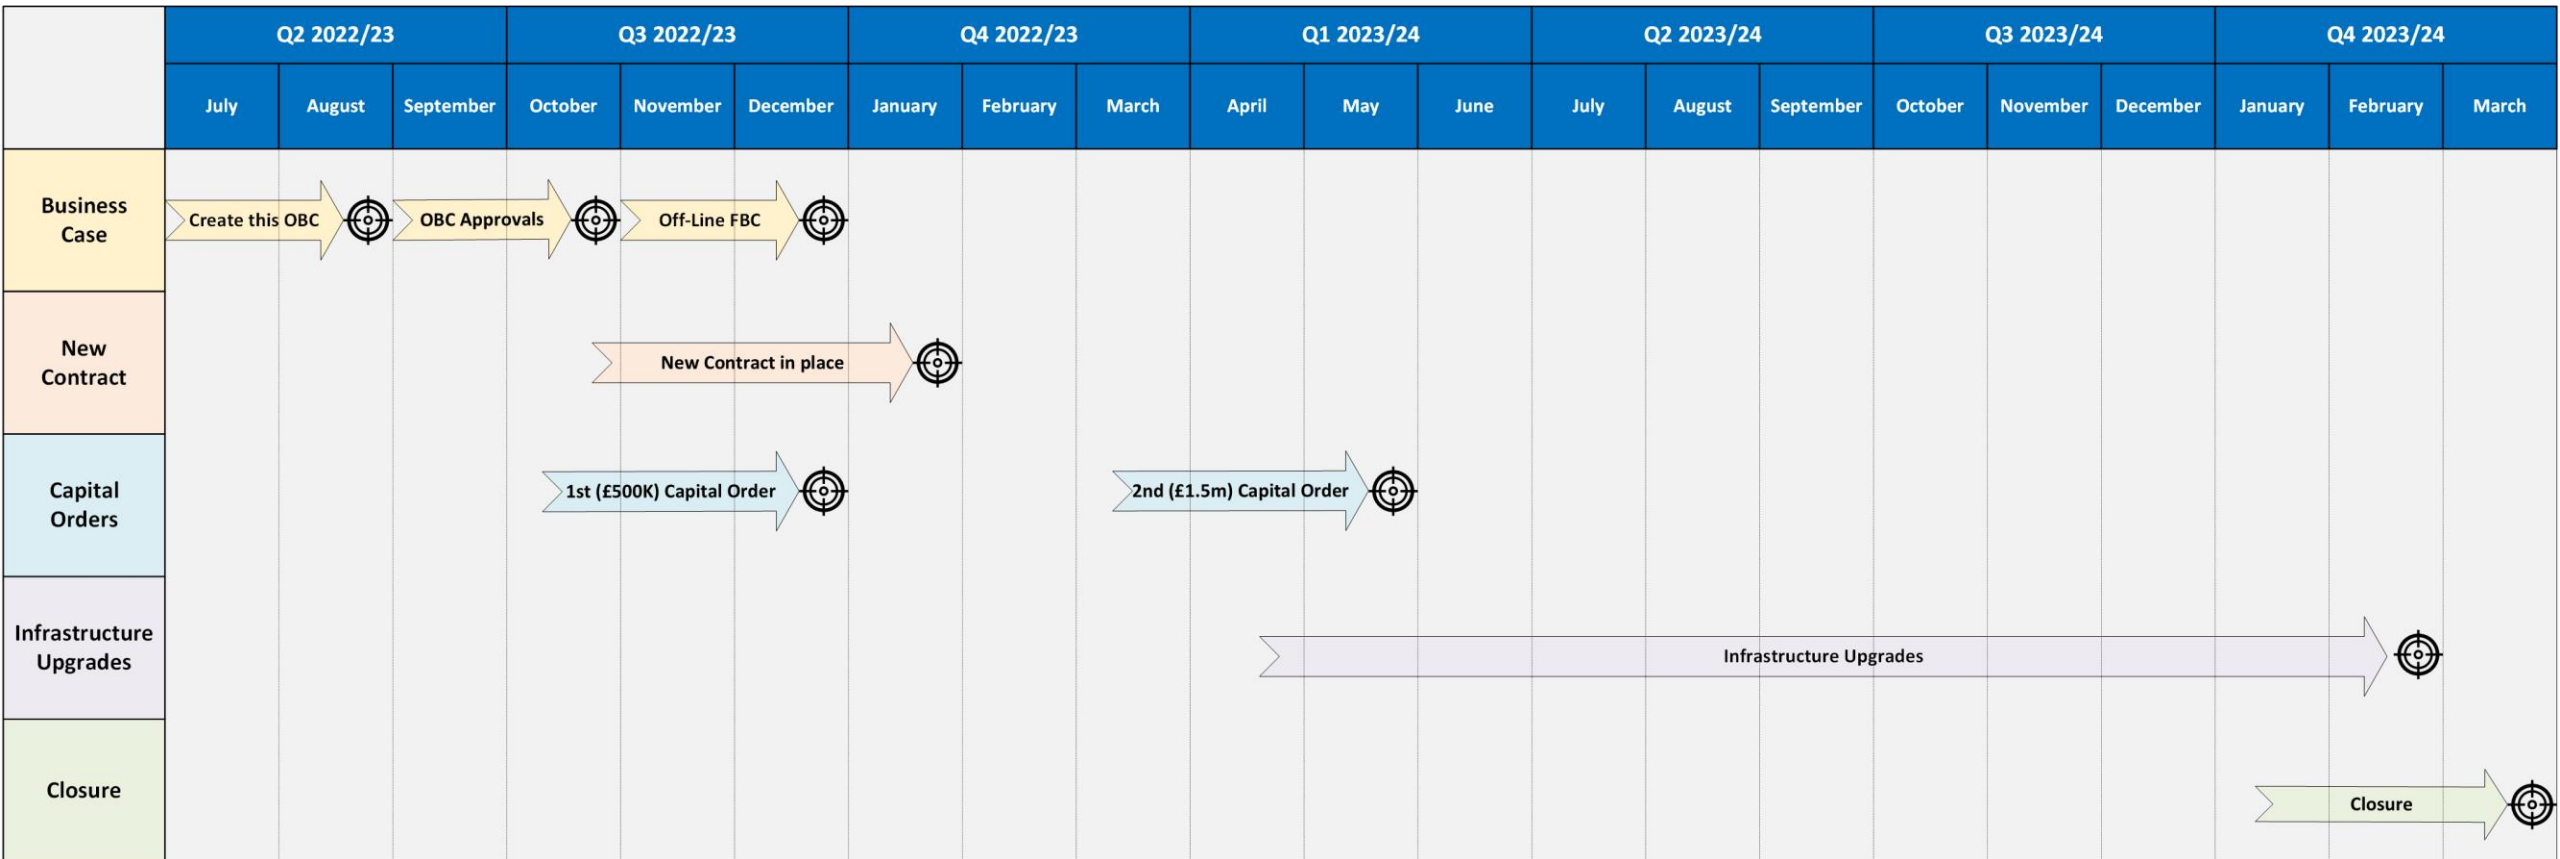 Q2 2022/23 Q3 2022/23 Q4 2022/23 Q1 2023/24 Q2 2023/24 Q3 2023/24 Q4 2023/24
July August September October November December January February March April May June July August September October November December January February March
Business
Case
Create this OBC OBC Approvals Off-Line FBC
New
Contract
New Contract in place
Capital
Orders
1st (£500K) Capital Order 2nd (£1.5m) Capital Order
Infrastructure
Upgrades
Infrastructure Upgrades
Closure
Closure